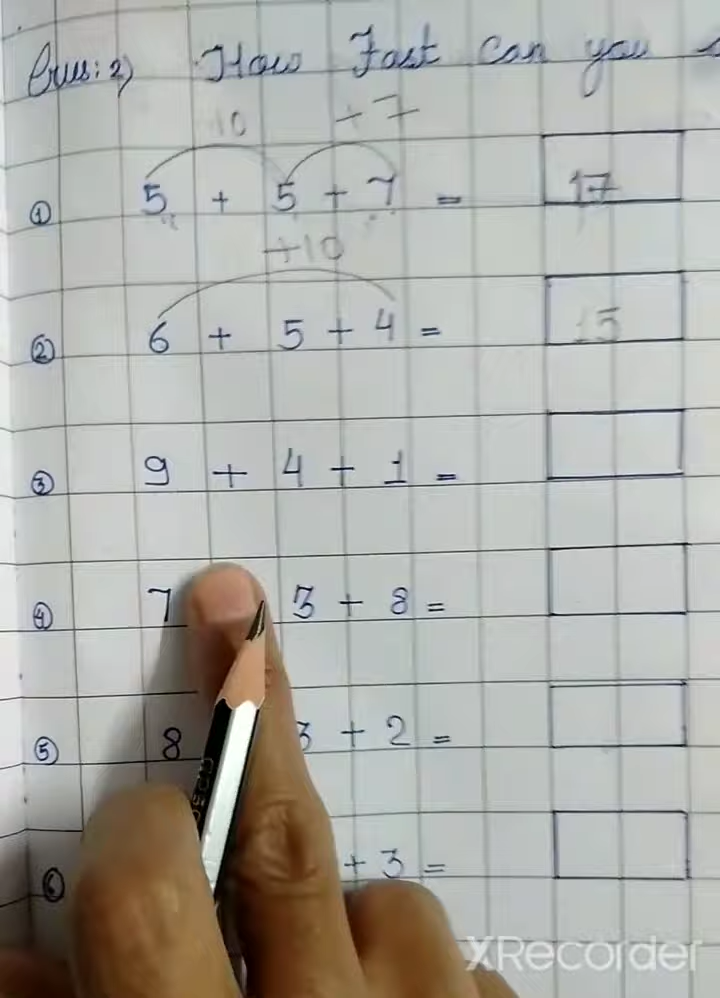 Ques: 2) How Fast can you
10 +7
① 5 + 5 + 7 = 17
+10
② 6 + 5 + 4 = 15
③ 9 + 4 + 1 =
④ 7 3 + 8 =
⑤ 8 3 + 2 =
⑥ + 3 =
XRecorder